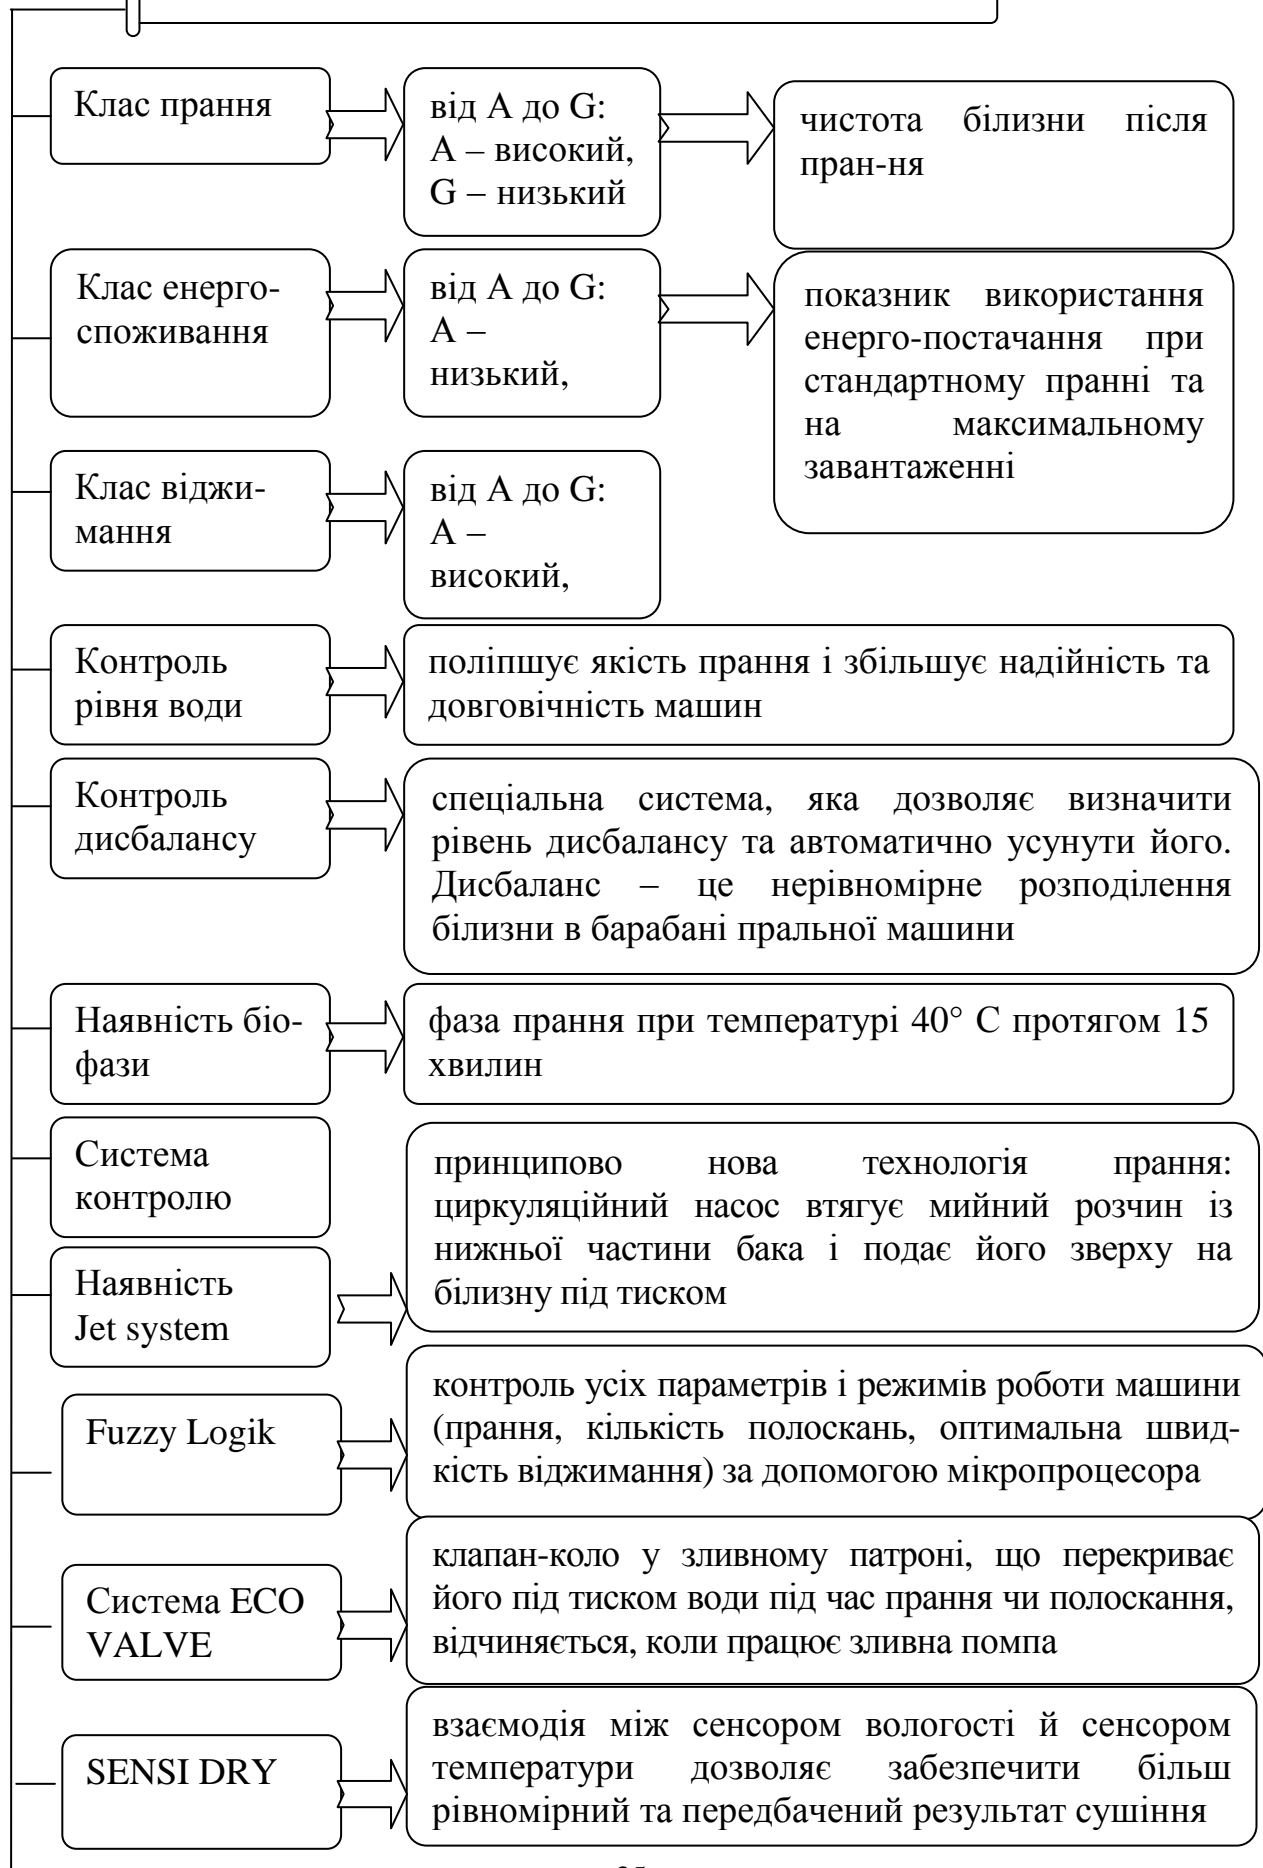 Клас прання
від А до G:
А – високий,
G – низький
чистота білизни після
пран-ня
Клас енерго-
споживання
від А до G:
А –
низький,
показник використання
енерго-постачання при
стандартному пранні та
на максимальному
завантаженні
Клас віджи-
мання
від А до G:
А –
високий,
Контроль
рівня води
поліпшує якість прання і збільшує надійність та
довговічність машин
Контроль
дисбалансу
спеціальна система, яка дозволяє визначити
рівень дисбалансу та автоматично усунути його.
Дисбаланс – це нерівномірне розподілення
білизни в барабані пральної машини
Наявність біо-
фази
фаза прання при температурі 40° С протягом 15
хвилин
Система
контролю
Наявність
Jet system
принципово нова технологія прання:
циркуляційний насос втягує мийний розчин із
нижньої частини бака і подає його зверху на
білизну під тиском
Fuzzy Logik
контроль усіх параметрів і режимів роботи машини
(прання, кількість полоскань, оптимальна швид-
кість віджимання) за допомогою мікропроцесора
Система ECO
VALVE
клапан-коло у зливному патроні, що перекриває
його під тиском води під час прання чи полоскання,
відчиняється, коли працює зливна помпа
SENSI DRY
взаємодія між сенсором вологості й сенсором
температури дозволяє забезпечити більш
рівномірний та передбачений результат сушіння